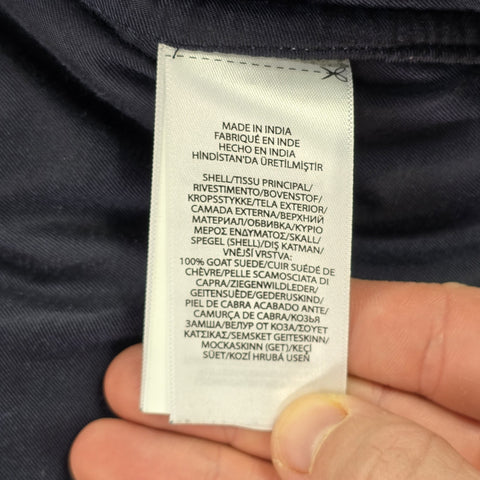 MADE IN INDIA
FABRIQUÉ EN INDE
HECHO EN INDIA
HİNDİSTAN'DA ÜRETİLMİŞTİR
SHELL/TISSU PRINCIPAL/
RIVESTIMENTO/BOVENSTOF/
KROPSSTYKKE/TELA EXTERIOR/
CAMADA EXTERNA/ВЕРХНИЙ
МАТЕРИАЛ/ОБШИВКА/ΚΥΡΙΟ
ΜΕΡΟΣ ΕΝΔΥΜΑΤΟΣ/SKALL/
SPEGEL (SHELL)/DIŞ KATMAN/
VNĚJŠÍ VRSTVA:
100% GOAT SUEDE/CUIR SUÉDÉ DE
CHÈVRE/PELLE SCAMOSCIATA DI
CAPRA/ZIEGENWILDLEDER/
GEITENSUÈDE/GEDERUSKIND/
PIEL DE CABRA ACABADO ANTE/
CAMURÇA DE CABRA/КОЗЬЯ
ЗАМША/ВЕЛУР ОТ КОЗА/ΣΟΥΕΤ
ΚΑΤΣΙΚΑΣ/SEMSKET GEITESKINN/
MOCKASKINN (GET)/KEÇİ
SÜET/KOZÍ HRUBÁ USEŇ